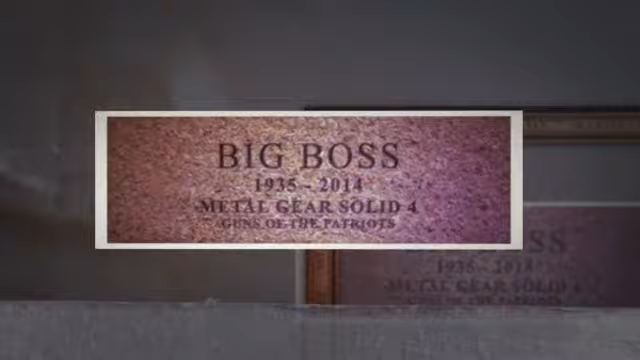 BIG BOSS
1935 - 2014
METAL GEAR SOLID 4
GUNS OF THE PATRIOTS